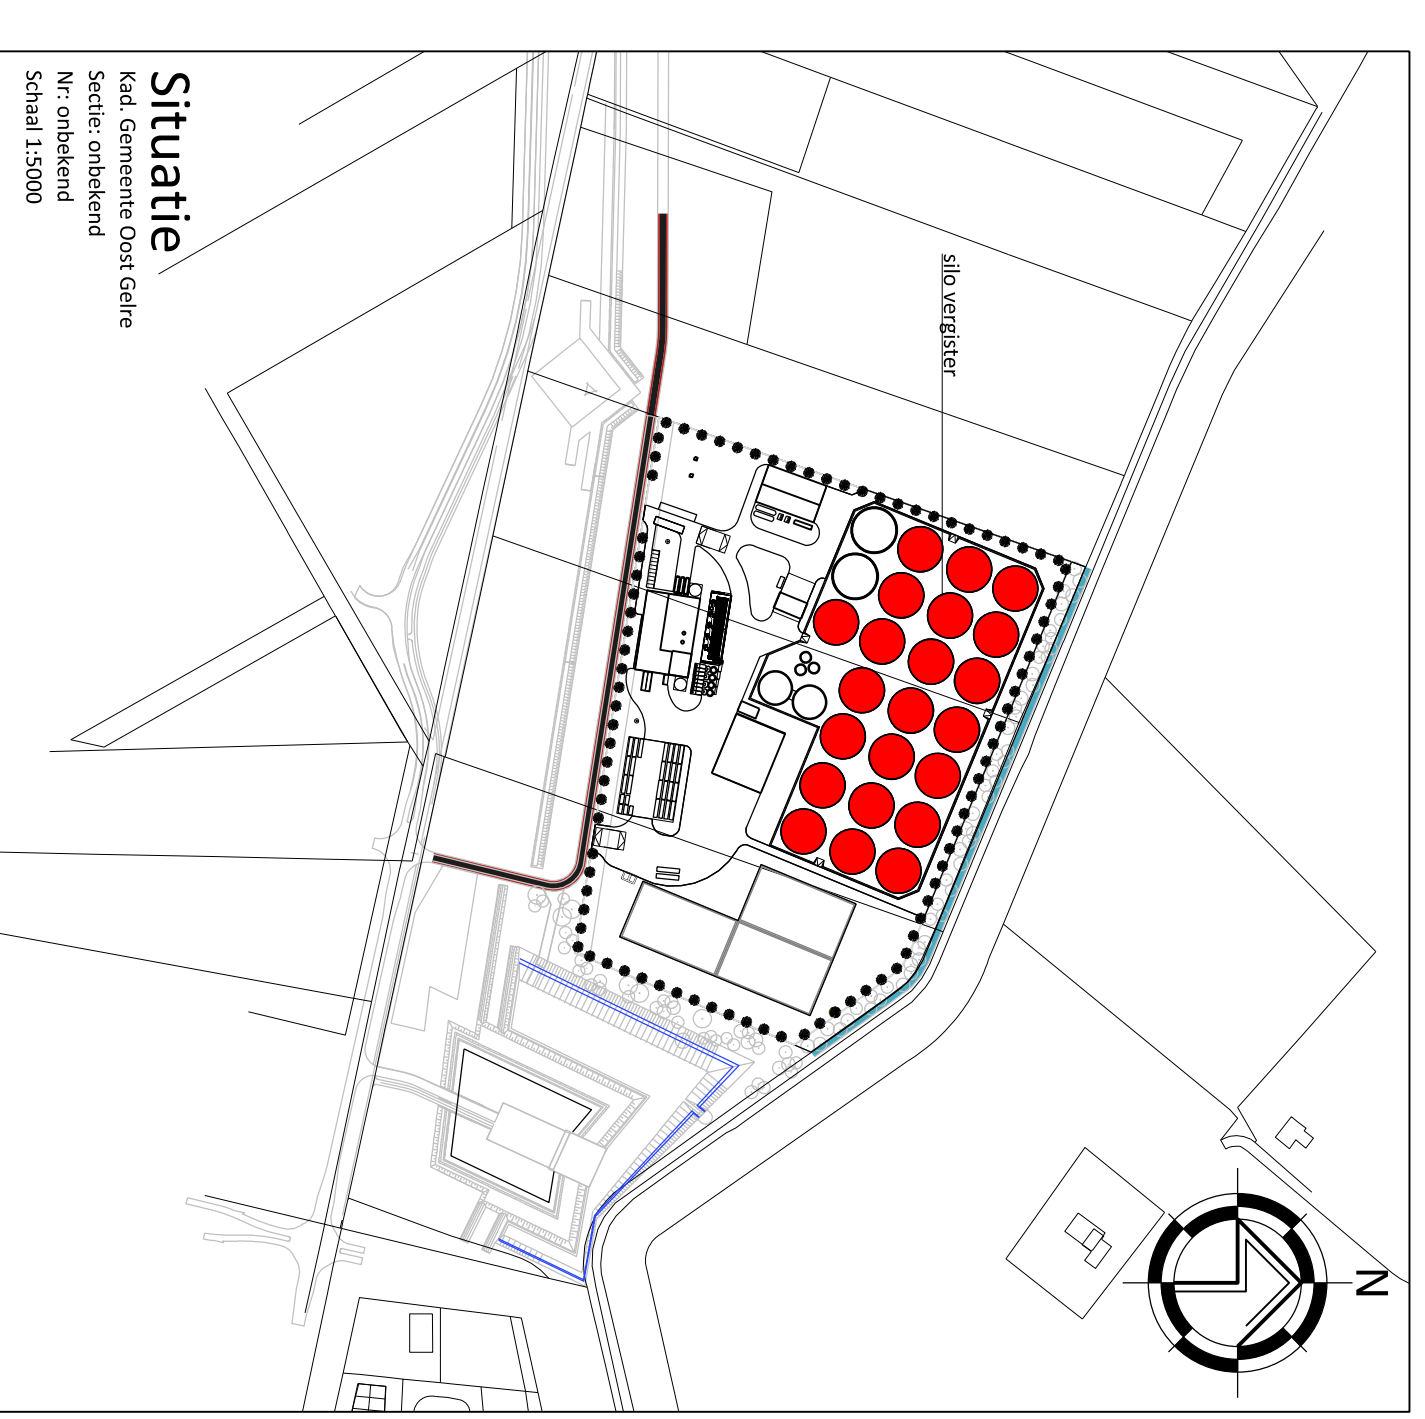 Situatie
Kad. Gemeente Oost Gelre
Sectie: onbekend
Nr: onbekend
Schaal 1:5000
silo vergister
N